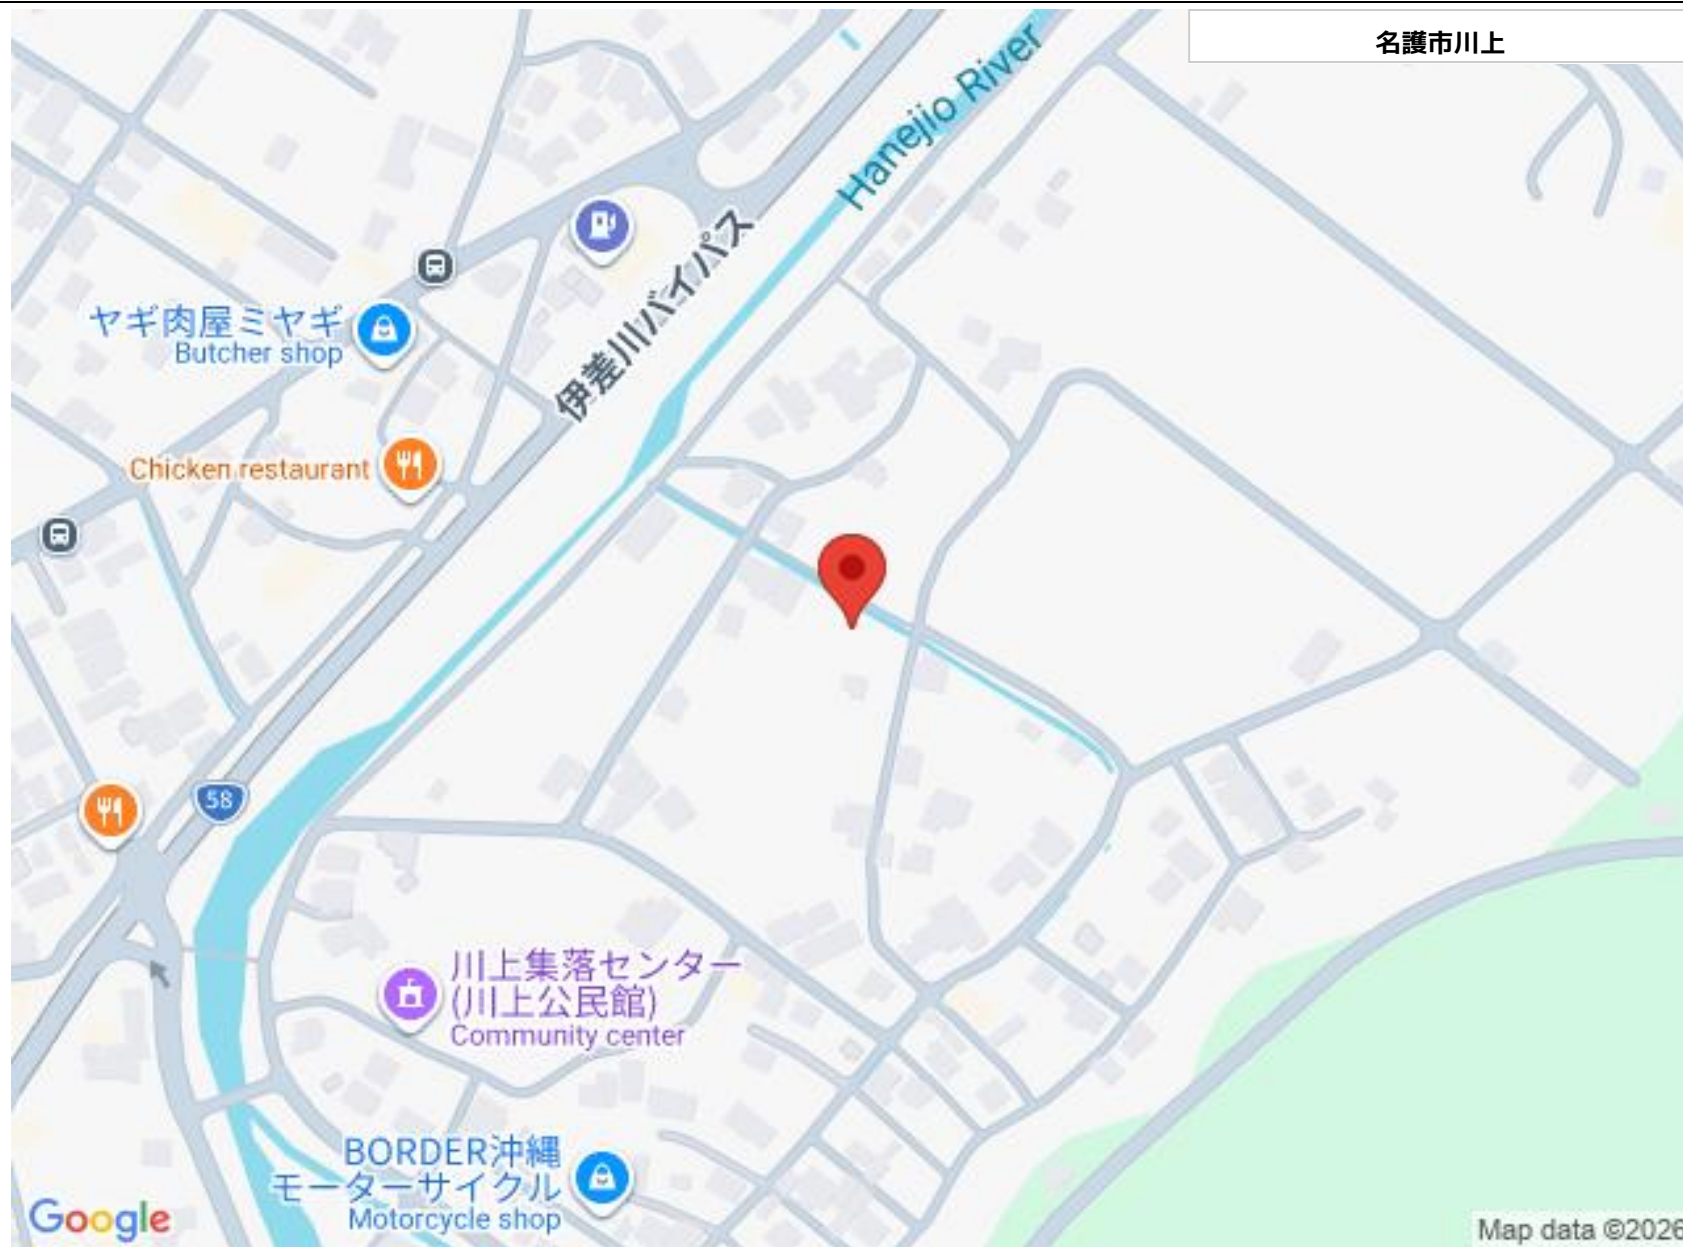 名護市川上
Hanejio River
伊差川バイパス
ヤギ肉屋ミヤギ
Butcher shop
Chicken restaurant
58
川上集落センター
(川上公民館)
Community center
BORDER沖縄
モーターサイクル
Motorcycle shop
Google
Map data ©2026